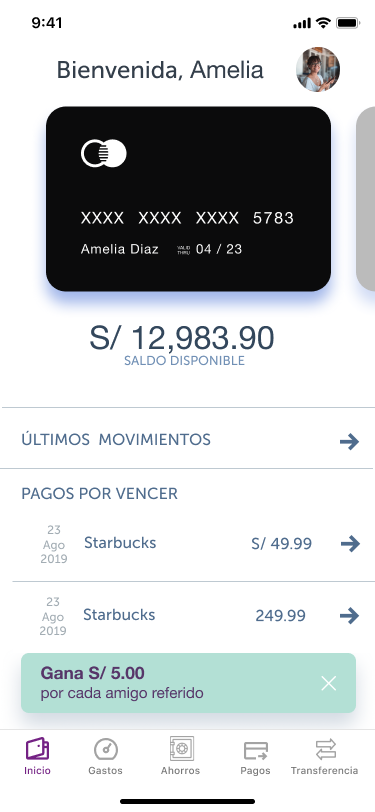 9:41
Bienvenida, Amelia
XXXX XXXX XXXX 5783
Amelia Diaz VALID THRU 04 / 23
S/ 12,983.90
SALDO DISPONIBLE
ÚLTIMOS MOVIMIENTOS
PAGOS POR VENCER
23
Ago
2019
Starbucks S/ 49.99
23
Ago
2019
Starbucks 249.99
Gana S/ 5.00
por cada amigo referido
Inicio Gastos Ahorros Pagos Transferencia